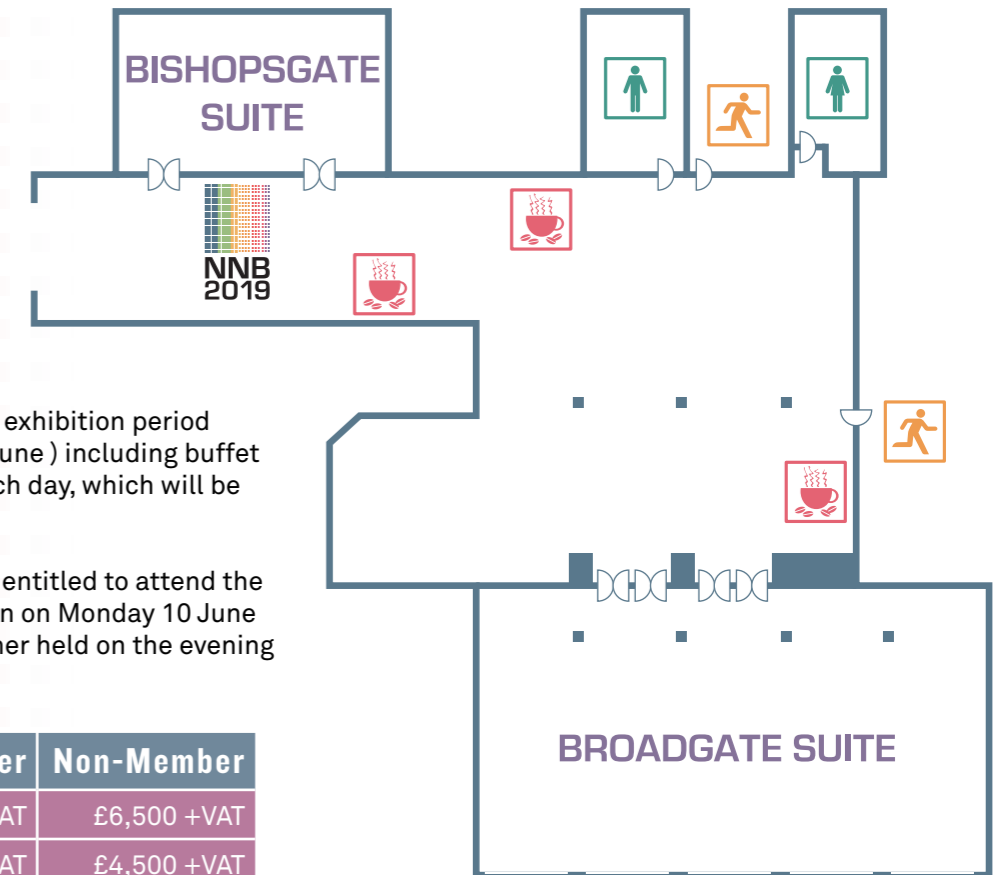 BISHOPSGATE
SUITE
NNB
2019
exhibition period
une ) including buffet
ch day, which will be
entitled to attend the
n on Monday 10 June
ner held on the evening
er Non-Member
AT £6,500 +VAT
AT £4,500 +VAT
BROADGATE SUITE